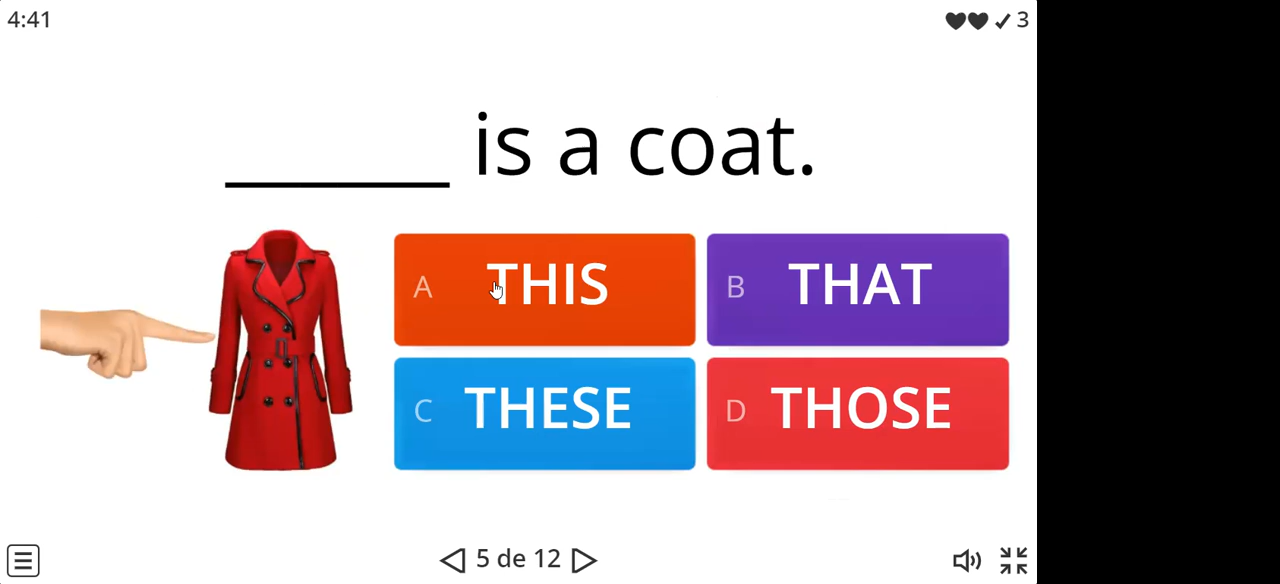 4:41
3
_______ is a coat.
A THIS
B THAT
C THESE
D THOSE
5 de 12